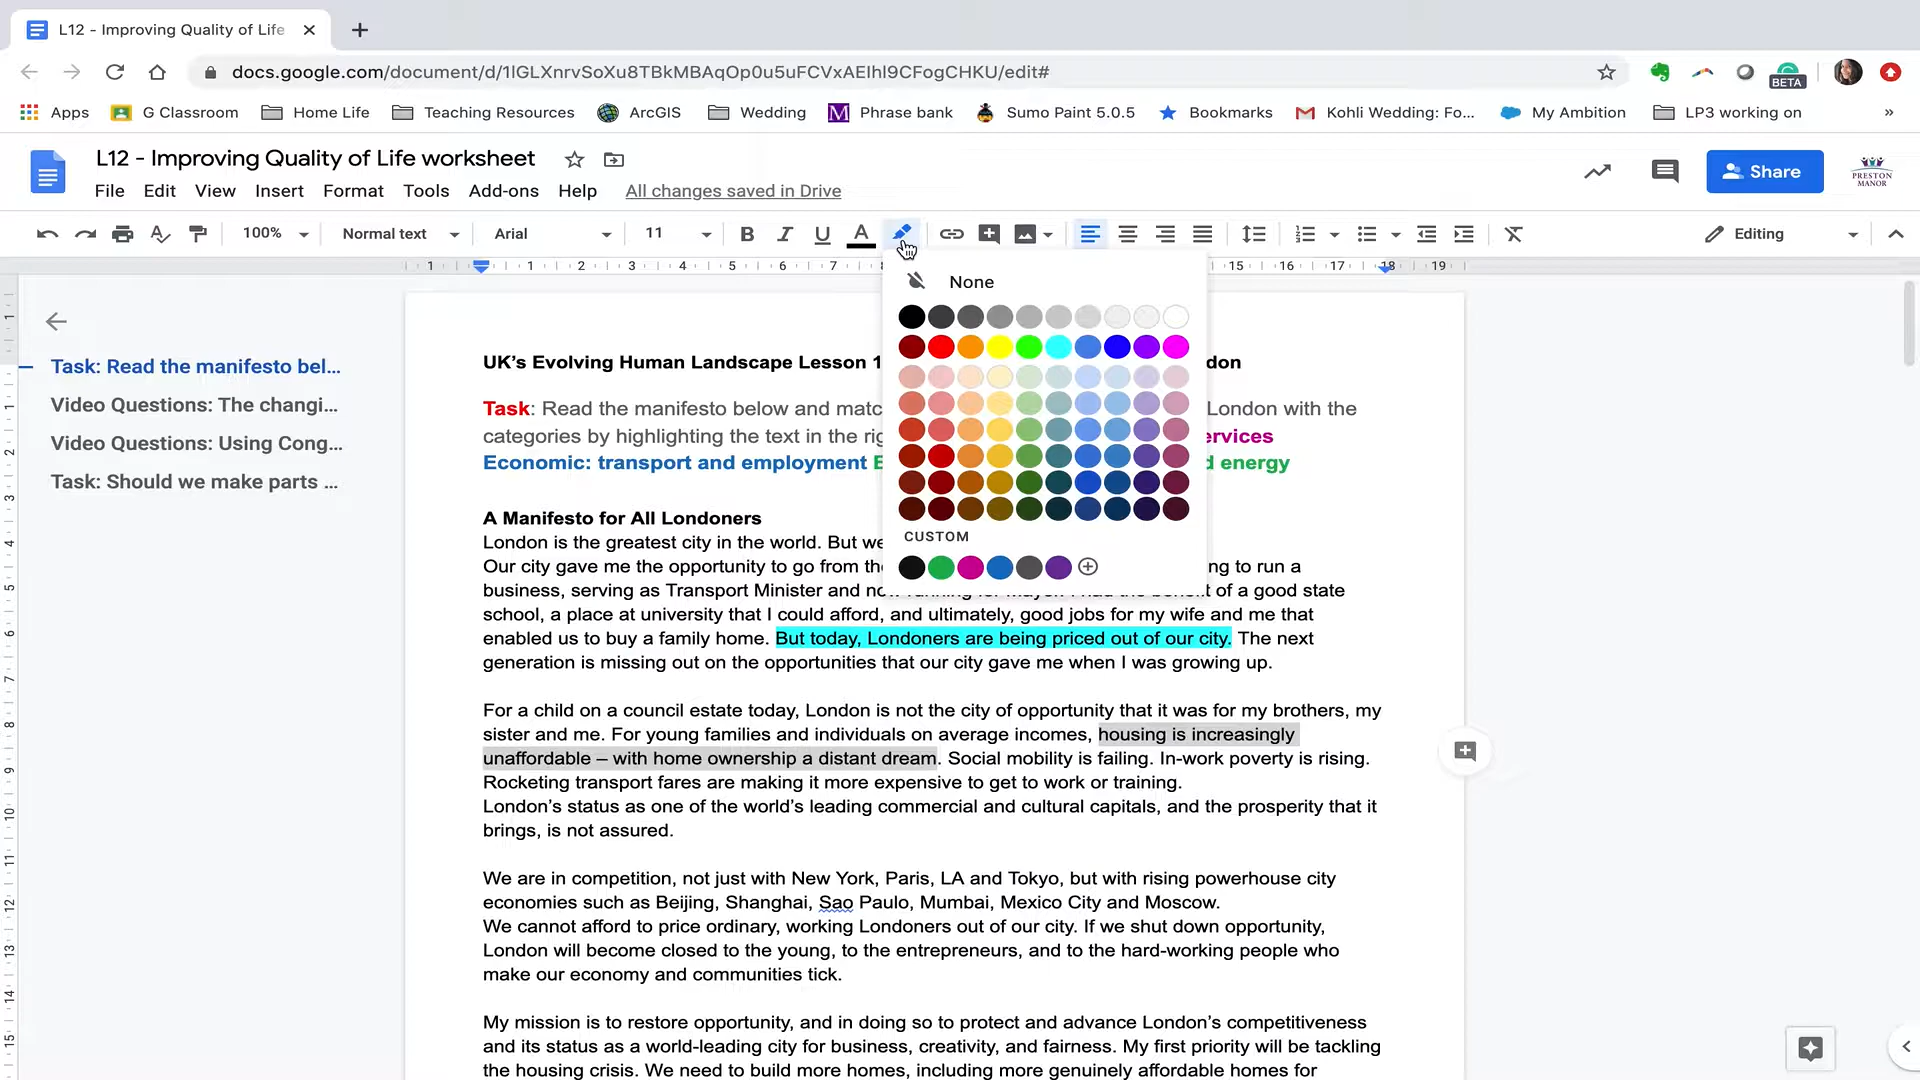 L12 - Improving Quality of Life
docs.google.com/document/d/1lGLXnrvSoXu8TBkMBAqOp0u5uFCVxAEIhl9CFogCHKU/edit#
BETA
Apps G Classroom Home Life Teaching Resources ArcGIS Wedding Phrase bank Sumo Paint 5.0.5 Bookmarks Kohli Wedding: Fo... My Ambition LP3 working on »
L12 - Improving Quality of Life worksheet
File Edit View Insert Format Tools Add-ons Help All changes saved in Drive
Share
PRESTON MANOR
100% Normal text Arial 11 B I U A Editing
1 1 2 3 4 5 6 7 15 16 17 18 19
None
CUSTOM
Task: Read the manifesto bel...
Video Questions: The changi...
Video Questions: Using Cong...
Task: Should we make parts ...
UK's Evolving Human Landscape Lesson 1 don
Task: Read the manifesto below and matc London with the
categories by highlighting the text in the rig ervices
Economic: transport and employment E d energy
A Manifesto for All Londoners
London is the greatest city in the world. But we
Our city gave me the opportunity to go from the ng to run a
business, serving as Transport Minister and now running for Mayor. I had the benefit of a good state
school, a place at university that I could afford, and ultimately, good jobs for my wife and me that
enabled us to buy a family home. But today, Londoners are being priced out of our city. The next
generation is missing out on the opportunities that our city gave me when I was growing up.
For a child on a council estate today, London is not the city of opportunity that it was for my brothers, my
sister and me. For young families and individuals on average incomes, housing is increasingly
unaffordable – with home ownership a distant dream. Social mobility is failing. In-work poverty is rising.
Rocketing transport fares are making it more expensive to get to work or training.
London's status as one of the world's leading commercial and cultural capitals, and the prosperity that it
brings, is not assured.
We are in competition, not just with New York, Paris, LA and Tokyo, but with rising powerhouse city
economies such as Beijing, Shanghai, Sao Paulo, Mumbai, Mexico City and Moscow.
We cannot afford to price ordinary, working Londoners out of our city. If we shut down opportunity,
London will become closed to the young, to the entrepreneurs, and to the hard-working people who
make our economy and communities tick.
My mission is to restore opportunity, and in doing so to protect and advance London's competitiveness
and its status as a world-leading city for business, creativity, and fairness. My first priority will be tackling
the housing crisis. We need to build more homes, including more genuinely affordable homes for